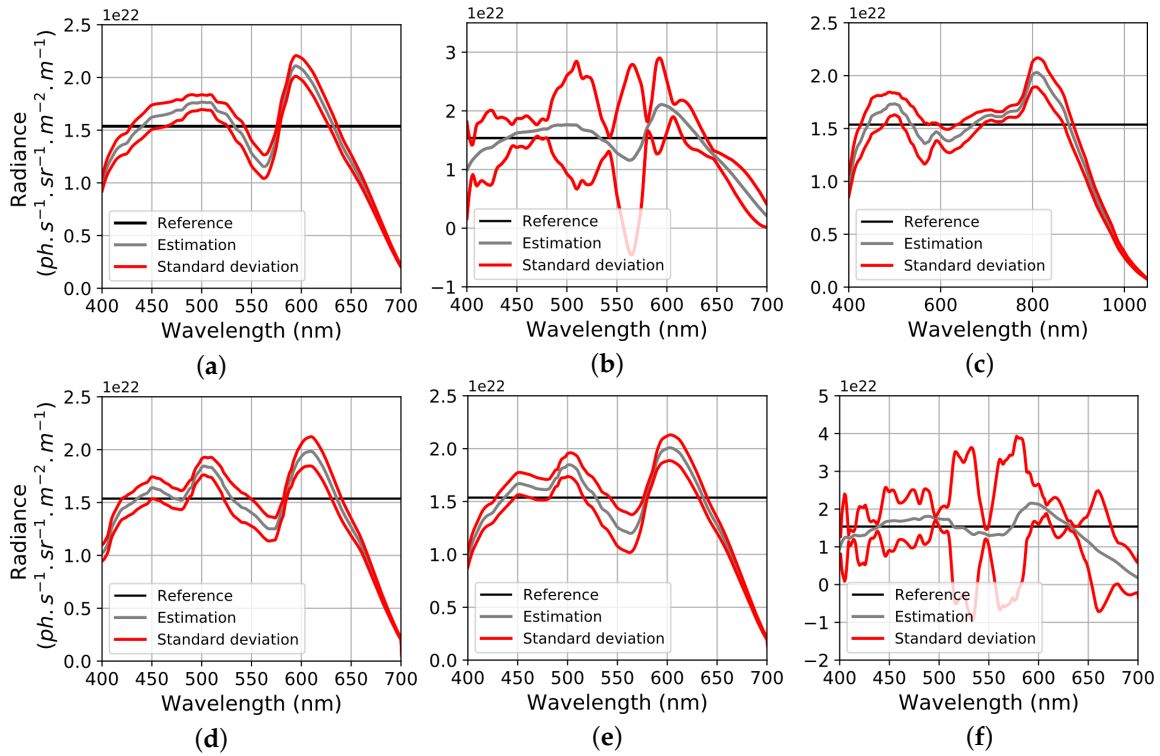 1e22
Radiance
(ph. s⁻¹. sr⁻¹. m⁻². m⁻¹)
2.5
2.0
1.5
1.0
0.5
0.0
Reference
Estimation
Standard deviation
400 450 500 550 600 650 700
Wavelength (nm)
(a)
1e22
3
2
1
0
−1
Reference
Estimation
Standard deviation
400 450 500 550 600 650 700
Wavelength (nm)
(b)
1e22
2.5
2.0
1.5
1.0
0.5
0.0
Reference
Estimation
Standard deviation
400 600 800 1000
Wavelength (nm)
(c)
1e22
Radiance
(ph. s⁻¹. sr⁻¹. m⁻². m⁻¹)
2.5
2.0
1.5
1.0
0.5
0.0
Reference
Estimation
Standard deviation
400 450 500 550 600 650 700
Wavelength (nm)
(d)
1e22
2.5
2.0
1.5
1.0
0.5
0.0
Reference
Estimation
Standard deviation
400 450 500 550 600 650 700
Wavelength (nm)
(e)
1e22
5
4
3
2
1
0
−1
−2
Reference
Estimation
Standard deviation
400 450 500 550 600 650 700
Wavelength (nm)
(f)